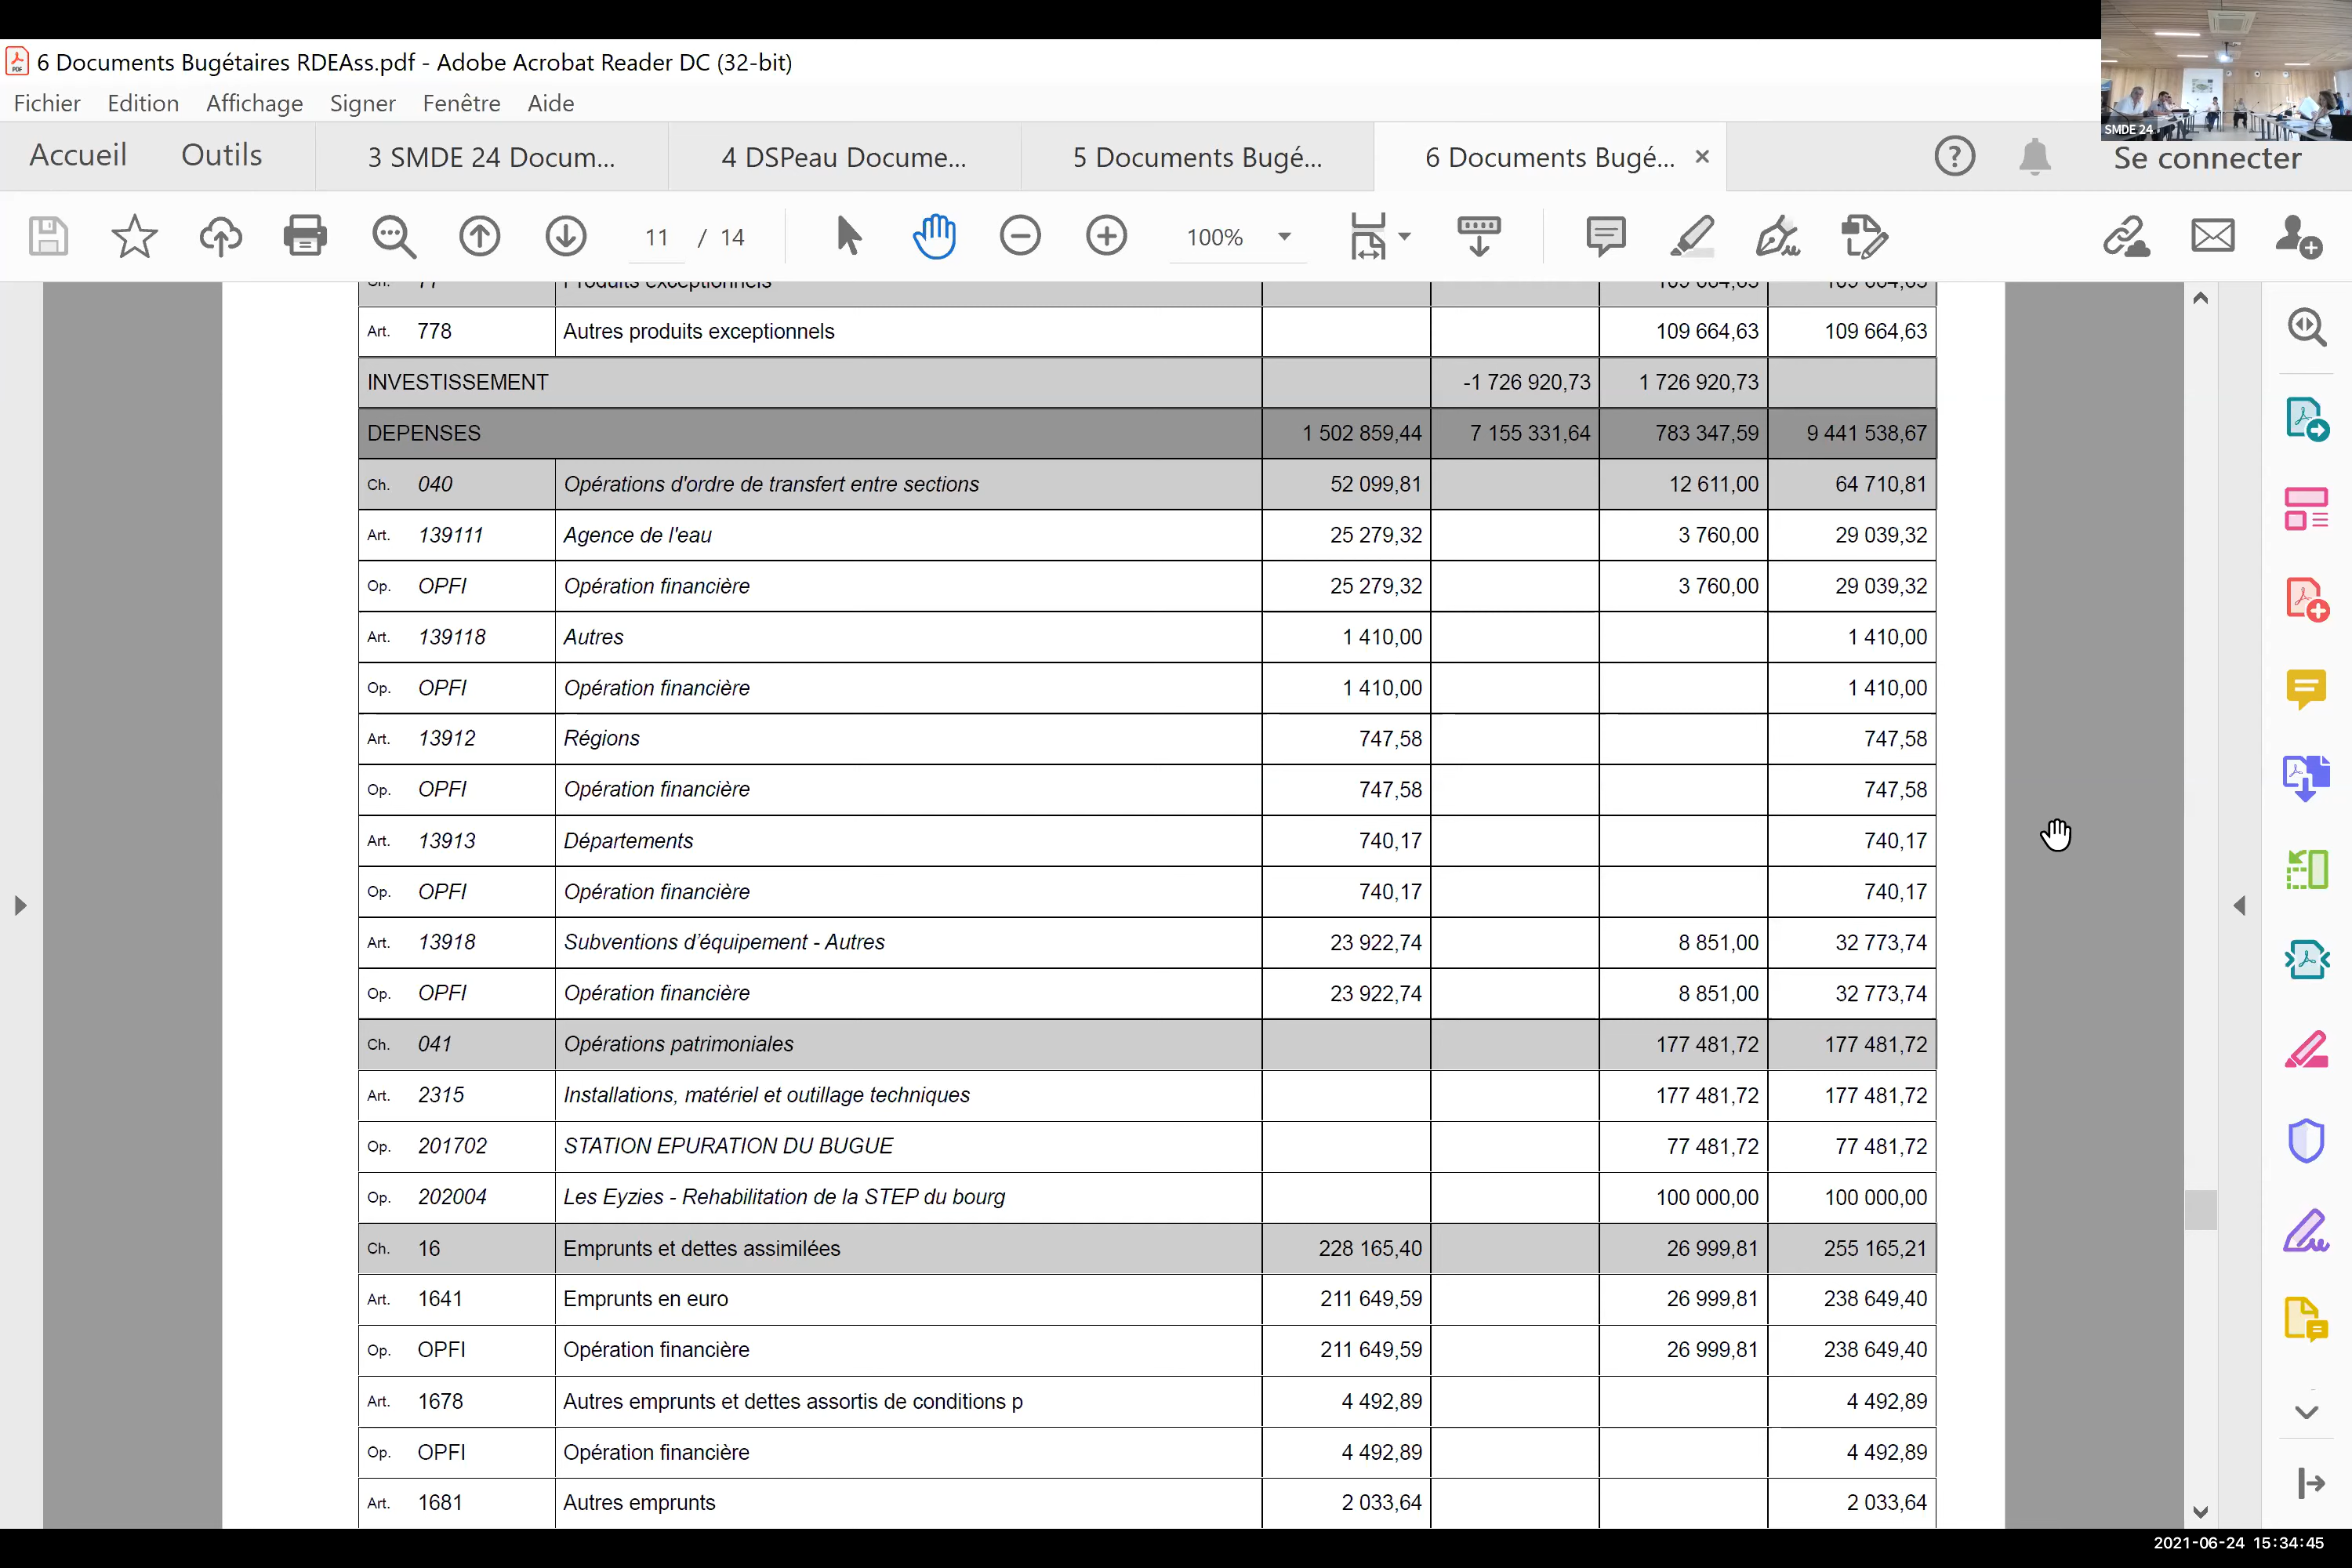 6 Documents Bugétaires RDEAss.pdf - Adobe Acrobat Reader DC (32-bit)
SMDE 24
Fichier Edition Affichage Signer Fenêtre Aide
Accueil Outils 3 SMDE 24 Docum... 4 DSPeau Docume... 5 Documents Bugé... 6 Documents Bugé... Se connecter
11 / 14 100%
Ch. 77 Produits exceptionnels 109 664,63 109 664,63
Art. 778 Autres produits exceptionnels 109 664,63 109 664,63
INVESTISSEMENT -1 726 920,73 1 726 920,73
DEPENSES 1 502 859,44 7 155 331,64 783 347,59 9 441 538,67
Ch. 040 Opérations d'ordre de transfert entre sections 52 099,81 12 611,00 64 710,81
Art. 139111 Agence de l'eau 25 279,32 3 760,00 29 039,32
Op. OPFI Opération financière 25 279,32 3 760,00 29 039,32
Art. 139118 Autres 1 410,00 1 410,00
Op. OPFI Opération financière 1 410,00 1 410,00
Art. 13912 Régions 747,58 747,58
Op. OPFI Opération financière 747,58 747,58
Art. 13913 Départements 740,17 740,17
Op. OPFI Opération financière 740,17 740,17
Art. 13918 Subventions d'équipement - Autres 23 922,74 8 851,00 32 773,74
Op. OPFI Opération financière 23 922,74 8 851,00 32 773,74
Ch. 041 Opérations patrimoniales 177 481,72 177 481,72
Art. 2315 Installations, matériel et outillage techniques 177 481,72 177 481,72
Op. 201702 STATION EPURATION DU BUGUE 77 481,72 77 481,72
Op. 202004 Les Eyzies - Rehabilitation de la STEP du bourg 100 000,00 100 000,00
Ch. 16 Emprunts et dettes assimilées 228 165,40 26 999,81 255 165,21
Art. 1641 Emprunts en euro 211 649,59 26 999,81 238 649,40
Op. OPFI Opération financière 211 649,59 26 999,81 238 649,40
Art. 1678 Autres emprunts et dettes assortis de conditions p 4 492,89 4 492,89
Op. OPFI Opération financière 4 492,89 4 492,89
Art. 1681 Autres emprunts 2 033,64 2 033,64
2021-06-24 15:34:45